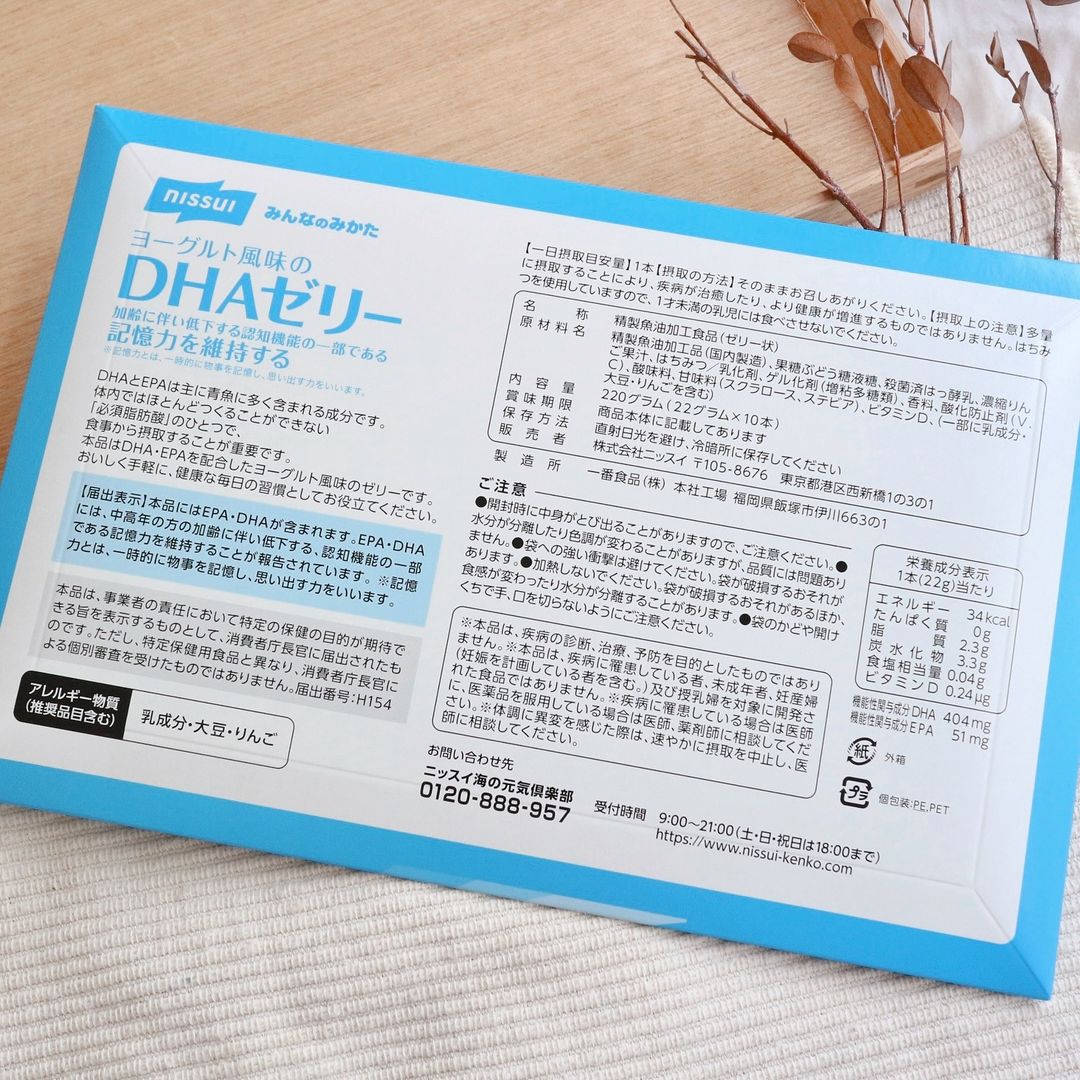 nissui みんなのみかた
ヨーグルト風味の
DHAゼリー
加齢に伴い低下する認知機能の一部である
記憶力を維持する
※記憶力とは、一時的に物事を記憶し、思い出す力をいいます。
DHAとEPAは主に青魚に多く含まれる成分です。
体内ではほとんどつくることができない
「必須脂肪酸」のひとつで、
食事から摂取することが重要です。
本品はDHA・EPAを配合したヨーグルト風味のゼリーです。
おいしく手軽に、健康な毎日の習慣としてお役立てください。
【届出表示】本品にはEPA・DHAが含まれます。EPA・DHA
には、中高年の方の加齢に伴い低下する、認知機能の一部
である記憶力を維持することが報告されています。 ※記憶
力とは、一時的に物事を記憶し、思い出す力をいいます。
本品は、事業者の責任において特定の保健の目的が期待で
きる旨を表示するものとして、消費者庁長官に届出されたも
のです。ただし、特定保健用食品と異なり、消費者庁長官に
よる個別審査を受けたものではありません。届出番号:H154
アレルギー物質
(推奨品目含む)
乳成分・大豆・りんご
【一日摂取目安量】1本【摂取の方法】そのままお召しあがりください。【摂取上の注意】多量
に摂取することにより、疾病が治癒したり、より健康が増進するものではありません。はちみ
つを使用していますので、1才未満の乳児には食べさせないでください。
名称 精製魚油加工食品(ゼリー状)
原材料名 精製魚油加工品(国内製造)、果糖ぶどう糖液糖、殺菌済はっ酵乳、濃縮りん
ご果汁、はちみつ/乳化剤、ゲル化剤(増粘多糖類)、香料、酸化防止剤(V.
C)、酸味料、甘味料(スクラロース、ステビア)、ビタミンD、(一部に乳成分・
大豆・りんごを含む)
内容量 220グラム(22グラム×10本)
賞味期限 商品本体に記載してあります
保存方法 直射日光を避け、冷暗所に保存してください
販売者 株式会社ニッスイ 〒105-8676 東京都港区西新橋1の3の1
製造所 一番食品(株) 本社工場 福岡県飯塚市伊川663の1
ご注意
●開封時に中身がとび出ることがありますので、ご注意ください。●
水分が分離したり色調が変わることがありますが、品質には問題あり
ません。●袋への強い衝撃は避けてください。袋が破損するおそれが
あります。●加熱しないでください。袋が破損するおそれがあるほか、
食感が変わったり水分が分離することがあります。●袋のかどや開け
くちで手、口を切らないようにご注意ください。
※本品は、疾病の診断、治療、予防を目的としたものではあり
ません。※本品は、疾病に罹患している者、未成年者、妊産婦
(妊娠を計画している者を含む。)及び授乳婦を対象に開発さ
れた食品ではありません。※疾病に罹患している場合は医師
に、医薬品を服用している場合は医師、薬剤師に相談してくだ
さい。※体調に異変を感じた際は、速やかに摂取を中止し、医
師に相談してください。
栄養成分表示
1本(22g)当たり
エネルギー 34kcal
たんぱく質 0g
脂質 2.3g
炭水化物 3.3g
食塩相当量 0.04g
ビタミンD 0.24μg
機能性関与成分DHA 404mg
機能性関与成分EPA 51mg
紙 外箱
プラ 個包装:PE,PET
お問い合わせ先
ニッスイ海の元気倶楽部
0120-888-957
受付時間 9:00~21:00(土・日・祝日は18:00まで)
https://www.nissui-kenko.com